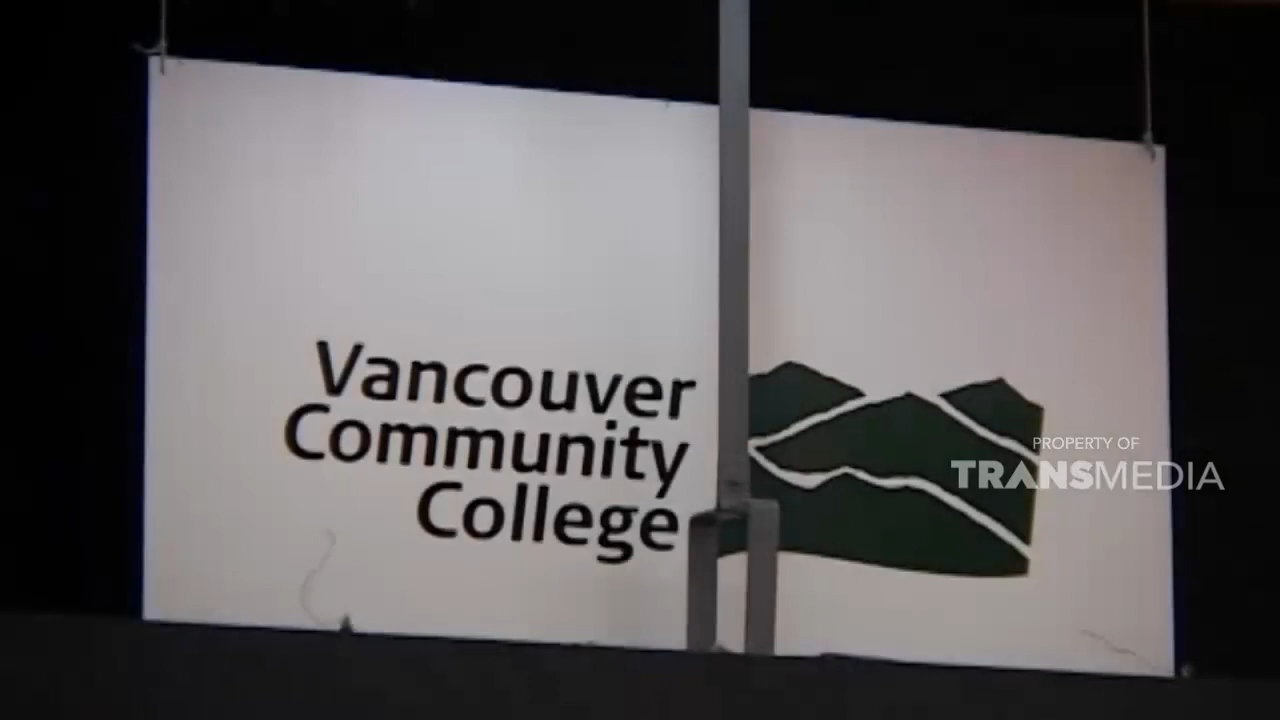 Vancouver
Community
College
PROPERTY OF
TRANSMEDIA